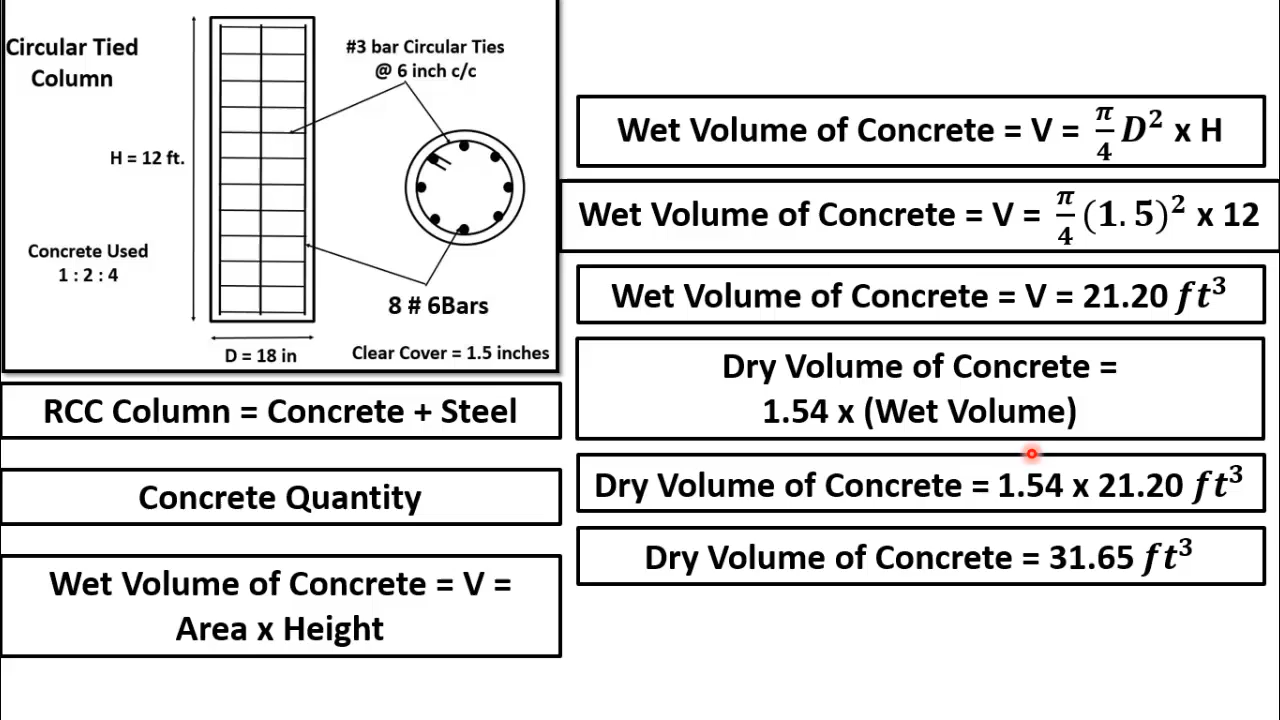 Circular Tied
Column
#3 bar Circular Ties
@ 6 inch c/c
H = 12 ft.
Concrete Used
1 : 2 : 4
8 # 6Bars
D = 18 in
Clear Cover = 1.5 inches
RCC Column = Concrete + Steel
Concrete Quantity
Wet Volume of Concrete = V =
Area x Height
Wet Volume of Concrete = V = π/4 D² x H
Wet Volume of Concrete = V = π/4 (1.5)² x 12
Wet Volume of Concrete = V = 21.20 ft³
Dry Volume of Concrete =
1.54 x (Wet Volume)
Dry Volume of Concrete = 1.54 x 21.20 ft³
Dry Volume of Concrete = 31.65 ft³